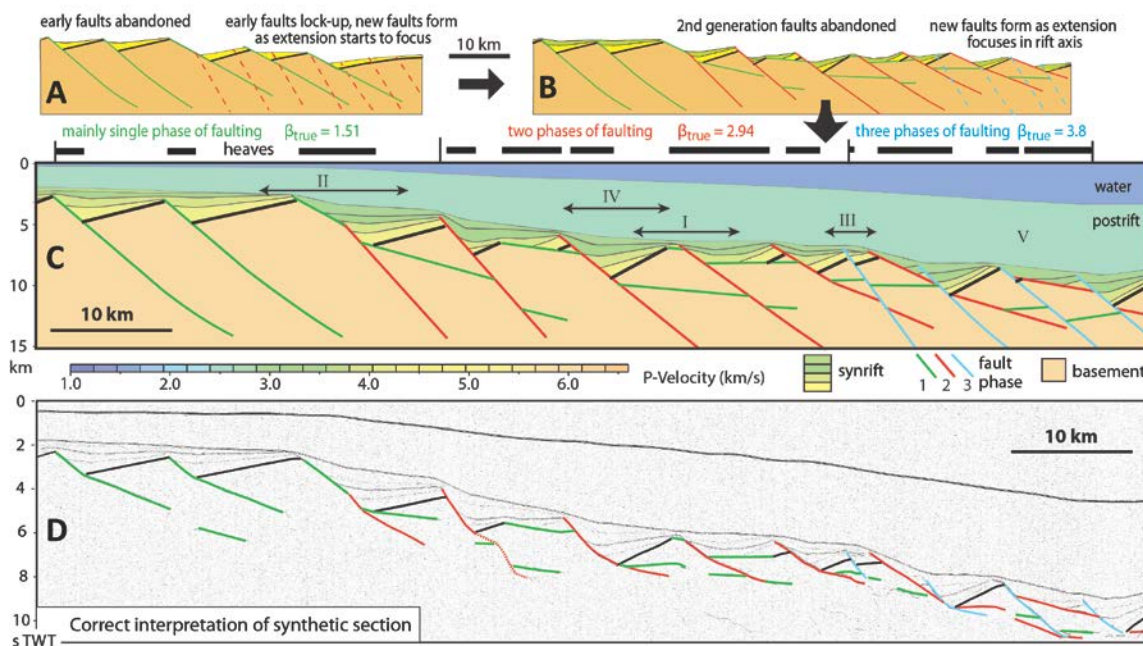 early faults abandoned
early faults lock-up, new faults form
as extension starts to focus
10 km
2nd generation faults abandoned
new faults form as extension
focuses in rift axis
A
B
mainly single phase of faulting βtrue = 1.51
two phases of faulting βtrue = 2.94
three phases of faulting βtrue = 3.8
heaves
0
5
10
15
km
water
postrift
II
IV
I
III
V
C
10 km
1.0 2.0 3.0 4.0 5.0 6.0
P-Velocity (km/s)
synrift
1 2 3
fault
phase
basement
0
2
4
6
8
10
s TWT
10 km
D
Correct interpretation of synthetic section